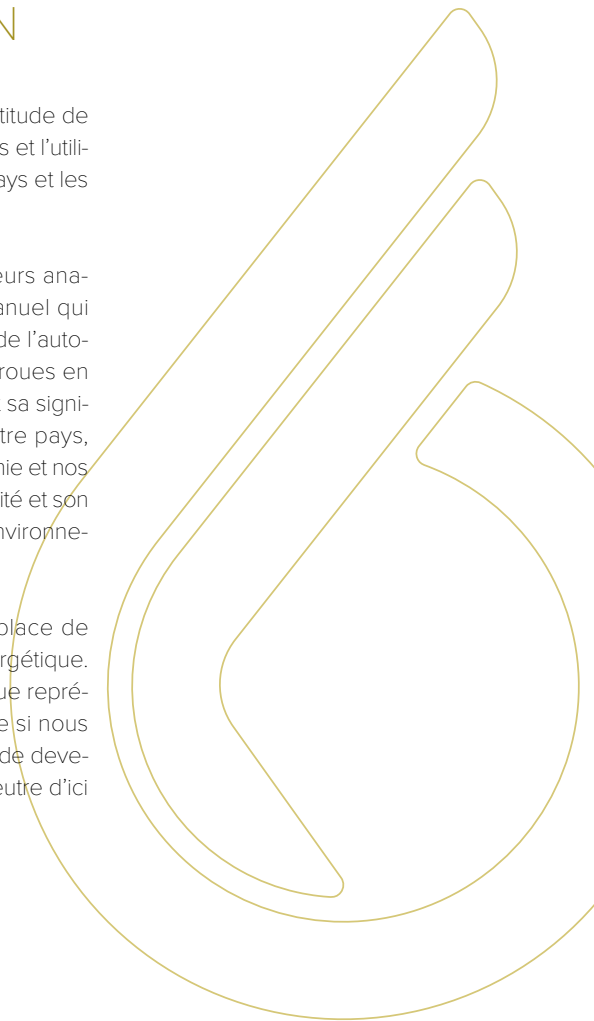 N
titude de
s et l’utili-
ays et les
eurs ana-
anuel qui
de l’auto-
roues en
t sa signi-
tre pays,
mie et nos
ité et son
nvironne-
place de
rgétique.
ue repré-
e si nous
de deve-
eutre d’ici